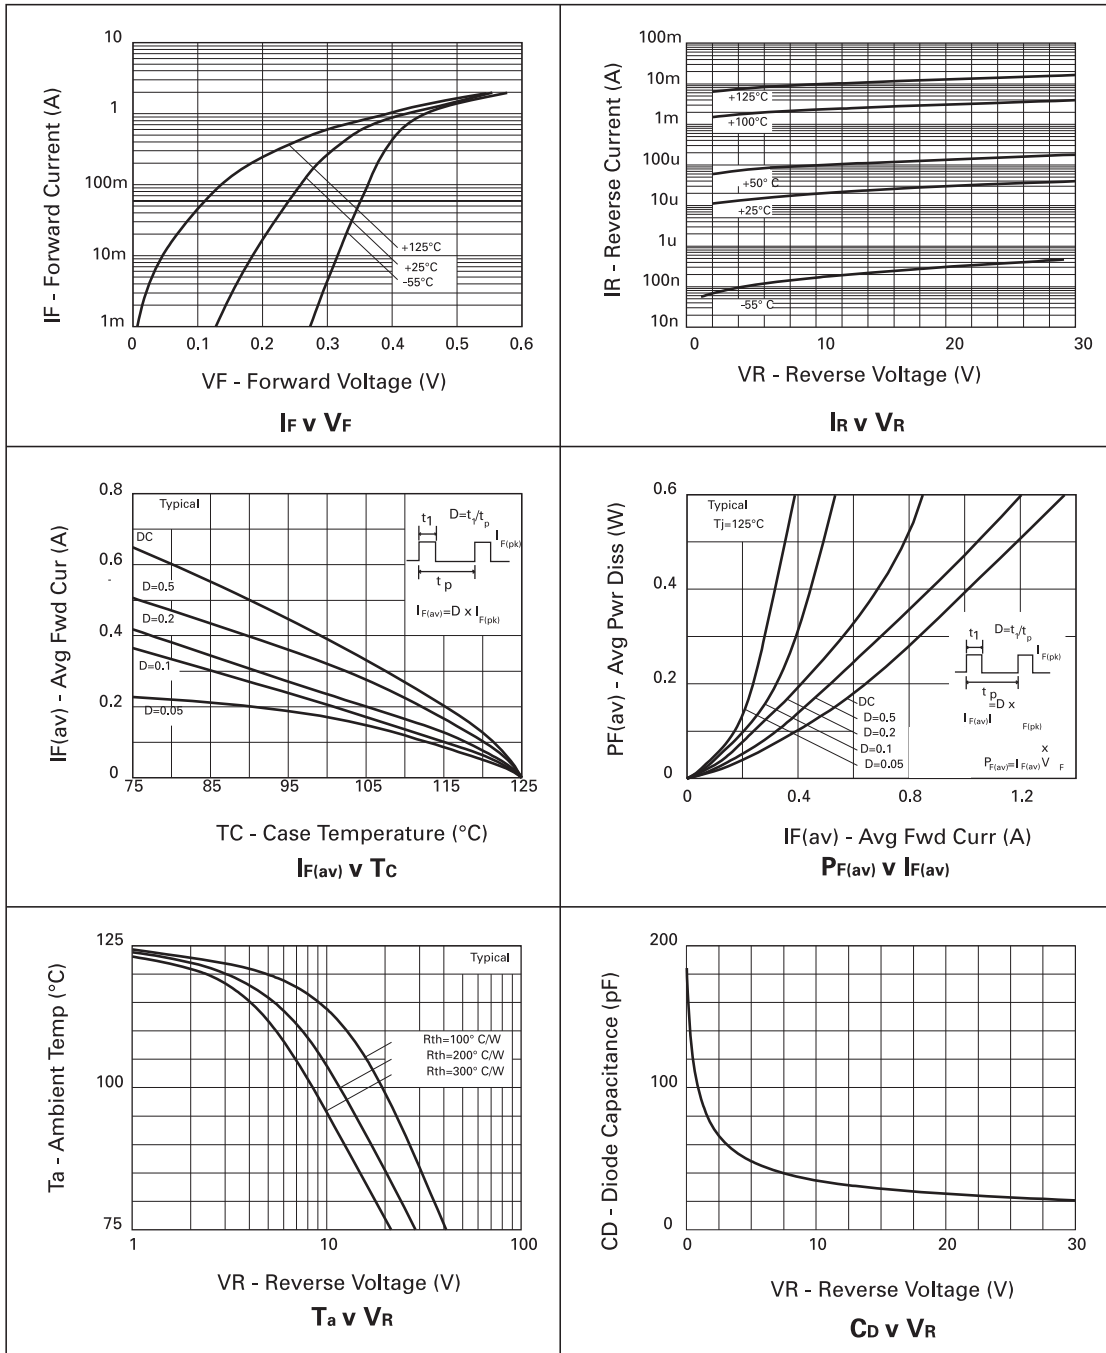 10
1
100m
10m
1m
IF - Forward Current (A)
+125°C
+25°C
-55°C
0 0.1 0.2 0.3 0.4 0.5 0.6
VF - Forward Voltage (V)
IF v VF
100m
10m
1m
100u
10u
1u
100n
10n
IR - Reverse Current (A)
+125°C
+100°C
+50° C
+25°C
-55° C
0 10 20 30
VR - Reverse Voltage (V)
IR v VR
0.8
0.6
0.4
0.2
0
IF(av) - Avg Fwd Cur (A)
Typical
DC
D=0.5
D=0.2
D=0.1
D=0.05
t1 D=t1/tp
IF(pk)
tp
IF(av)=D x IF(pk)
75 85 95 105 115 125
TC - Case Temperature (°C)
IF(av) v TC
0.6
0.4
0.2
0
PF(av) - Avg Pwr Diss (W)
Typical
Tj=125°C
DC
D=0.5
D=0.2
D=0.1
D=0.05
t1 D=t1/tp
IF(pk)
tp
=D x
IF(av)I
F(pk)
x
PF(av)=IF(av) V F
0 0.4 0.8 1.2
IF(av) - Avg Fwd Curr (A)
PF(av) v IF(av)
125
100
75
Ta - Ambient Temp (°C)
Typical
Rth=100° C/W
Rth=200° C/W
Rth=300° C/W
1 10 100
VR - Reverse Voltage (V)
Ta v VR
200
100
0
CD - Diode Capacitance (pF)
0 10 20 30
VR - Reverse Voltage (V)
CD v VR